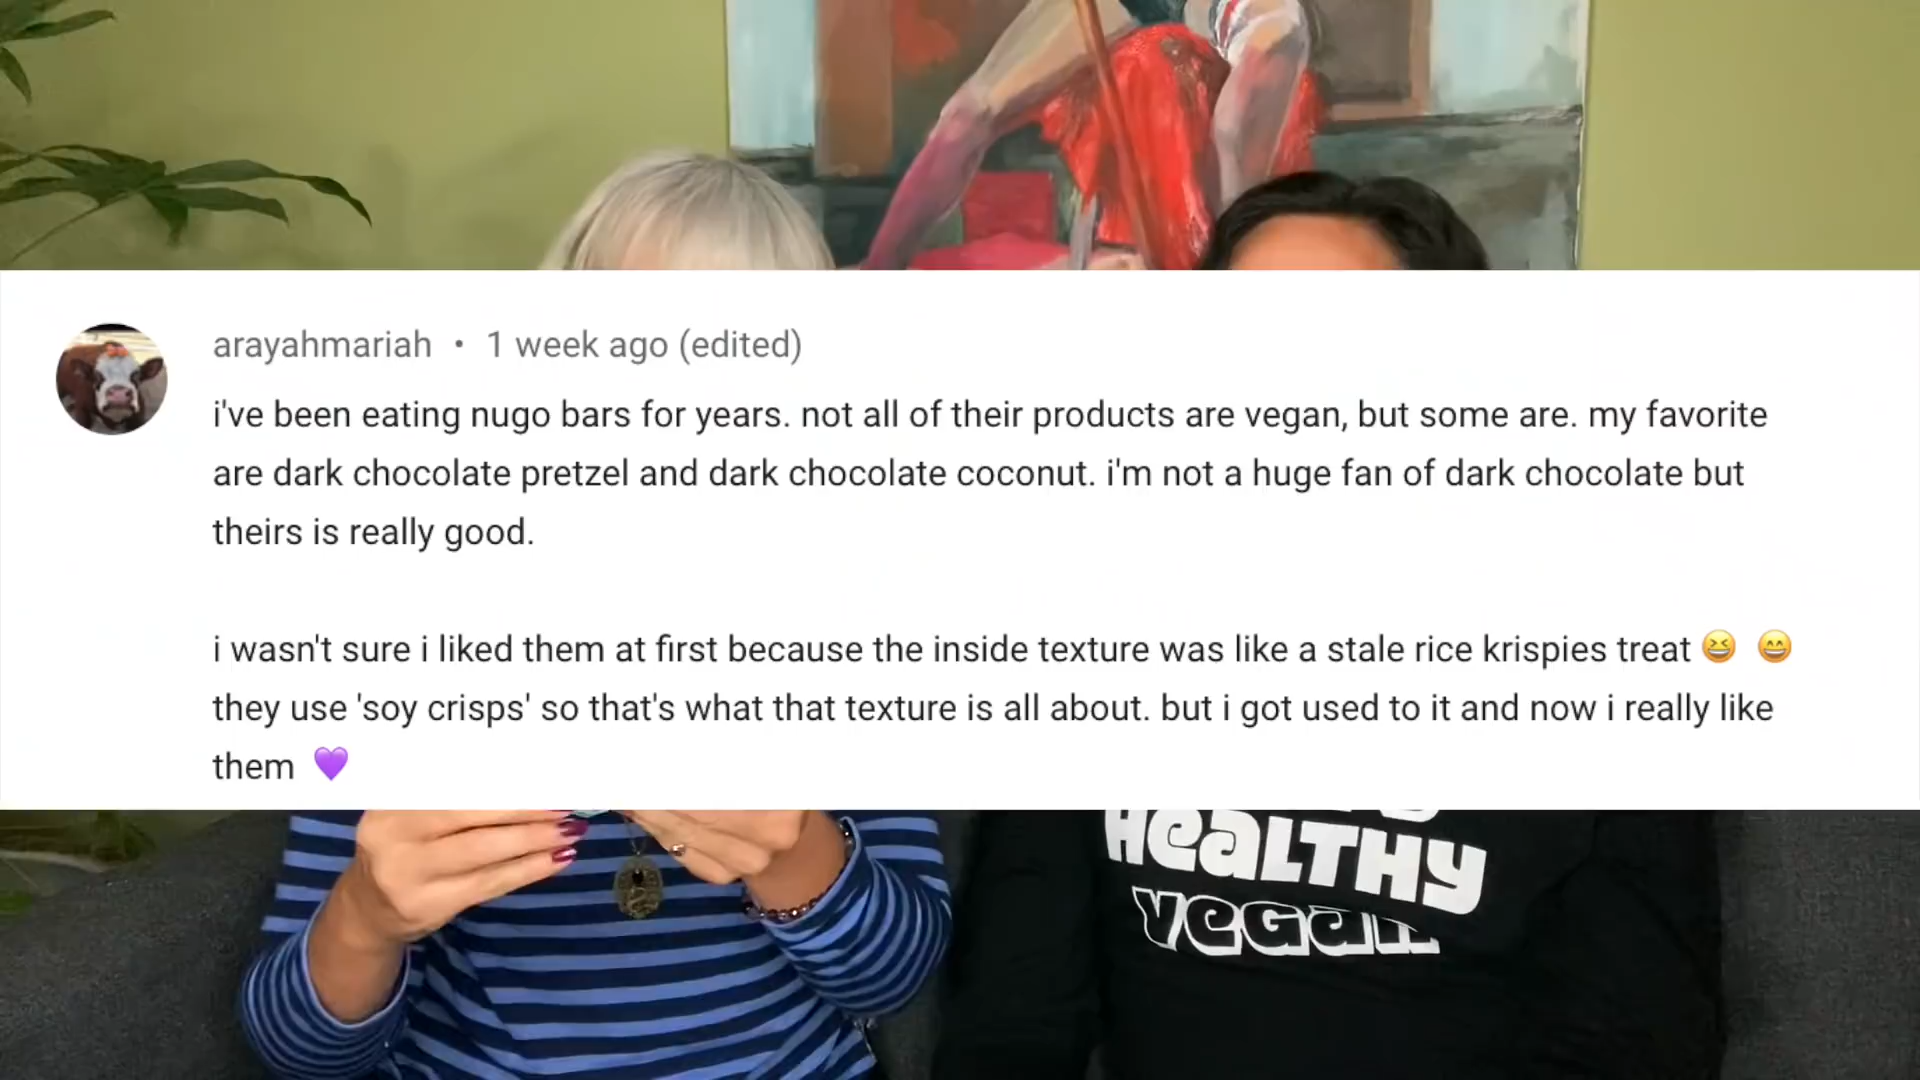 arayahmariah • 1 week ago (edited)
i've been eating nugo bars for years. not all of their products are vegan, but some are. my favorite
are dark chocolate pretzel and dark chocolate coconut. i'm not a huge fan of dark chocolate but
theirs is really good.
i wasn't sure i liked them at first because the inside texture was like a stale rice krispies treat 😆 😄
they use 'soy crisps' so that's what that texture is all about. but i got used to it and now i really like
them 💜
HEALTHY
VEGAN